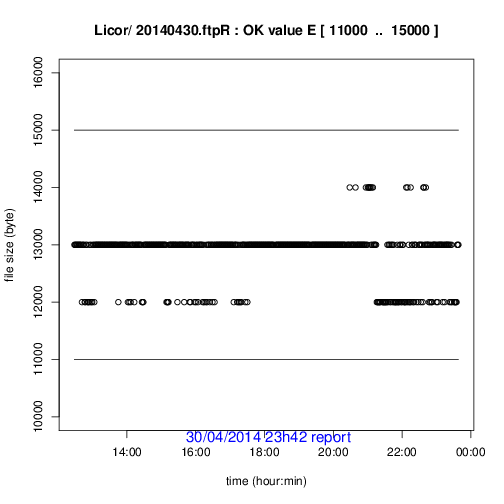 Licor/ 20140430.ftpR : OK value E [ 11000 .. 15000 ]
file size (byte)
16000
15000
14000
13000
12000
11000
10000
30/04/2014 23h42 report
14:00 16:00 18:00 20:00 22:00 00:00
time (hour:min)